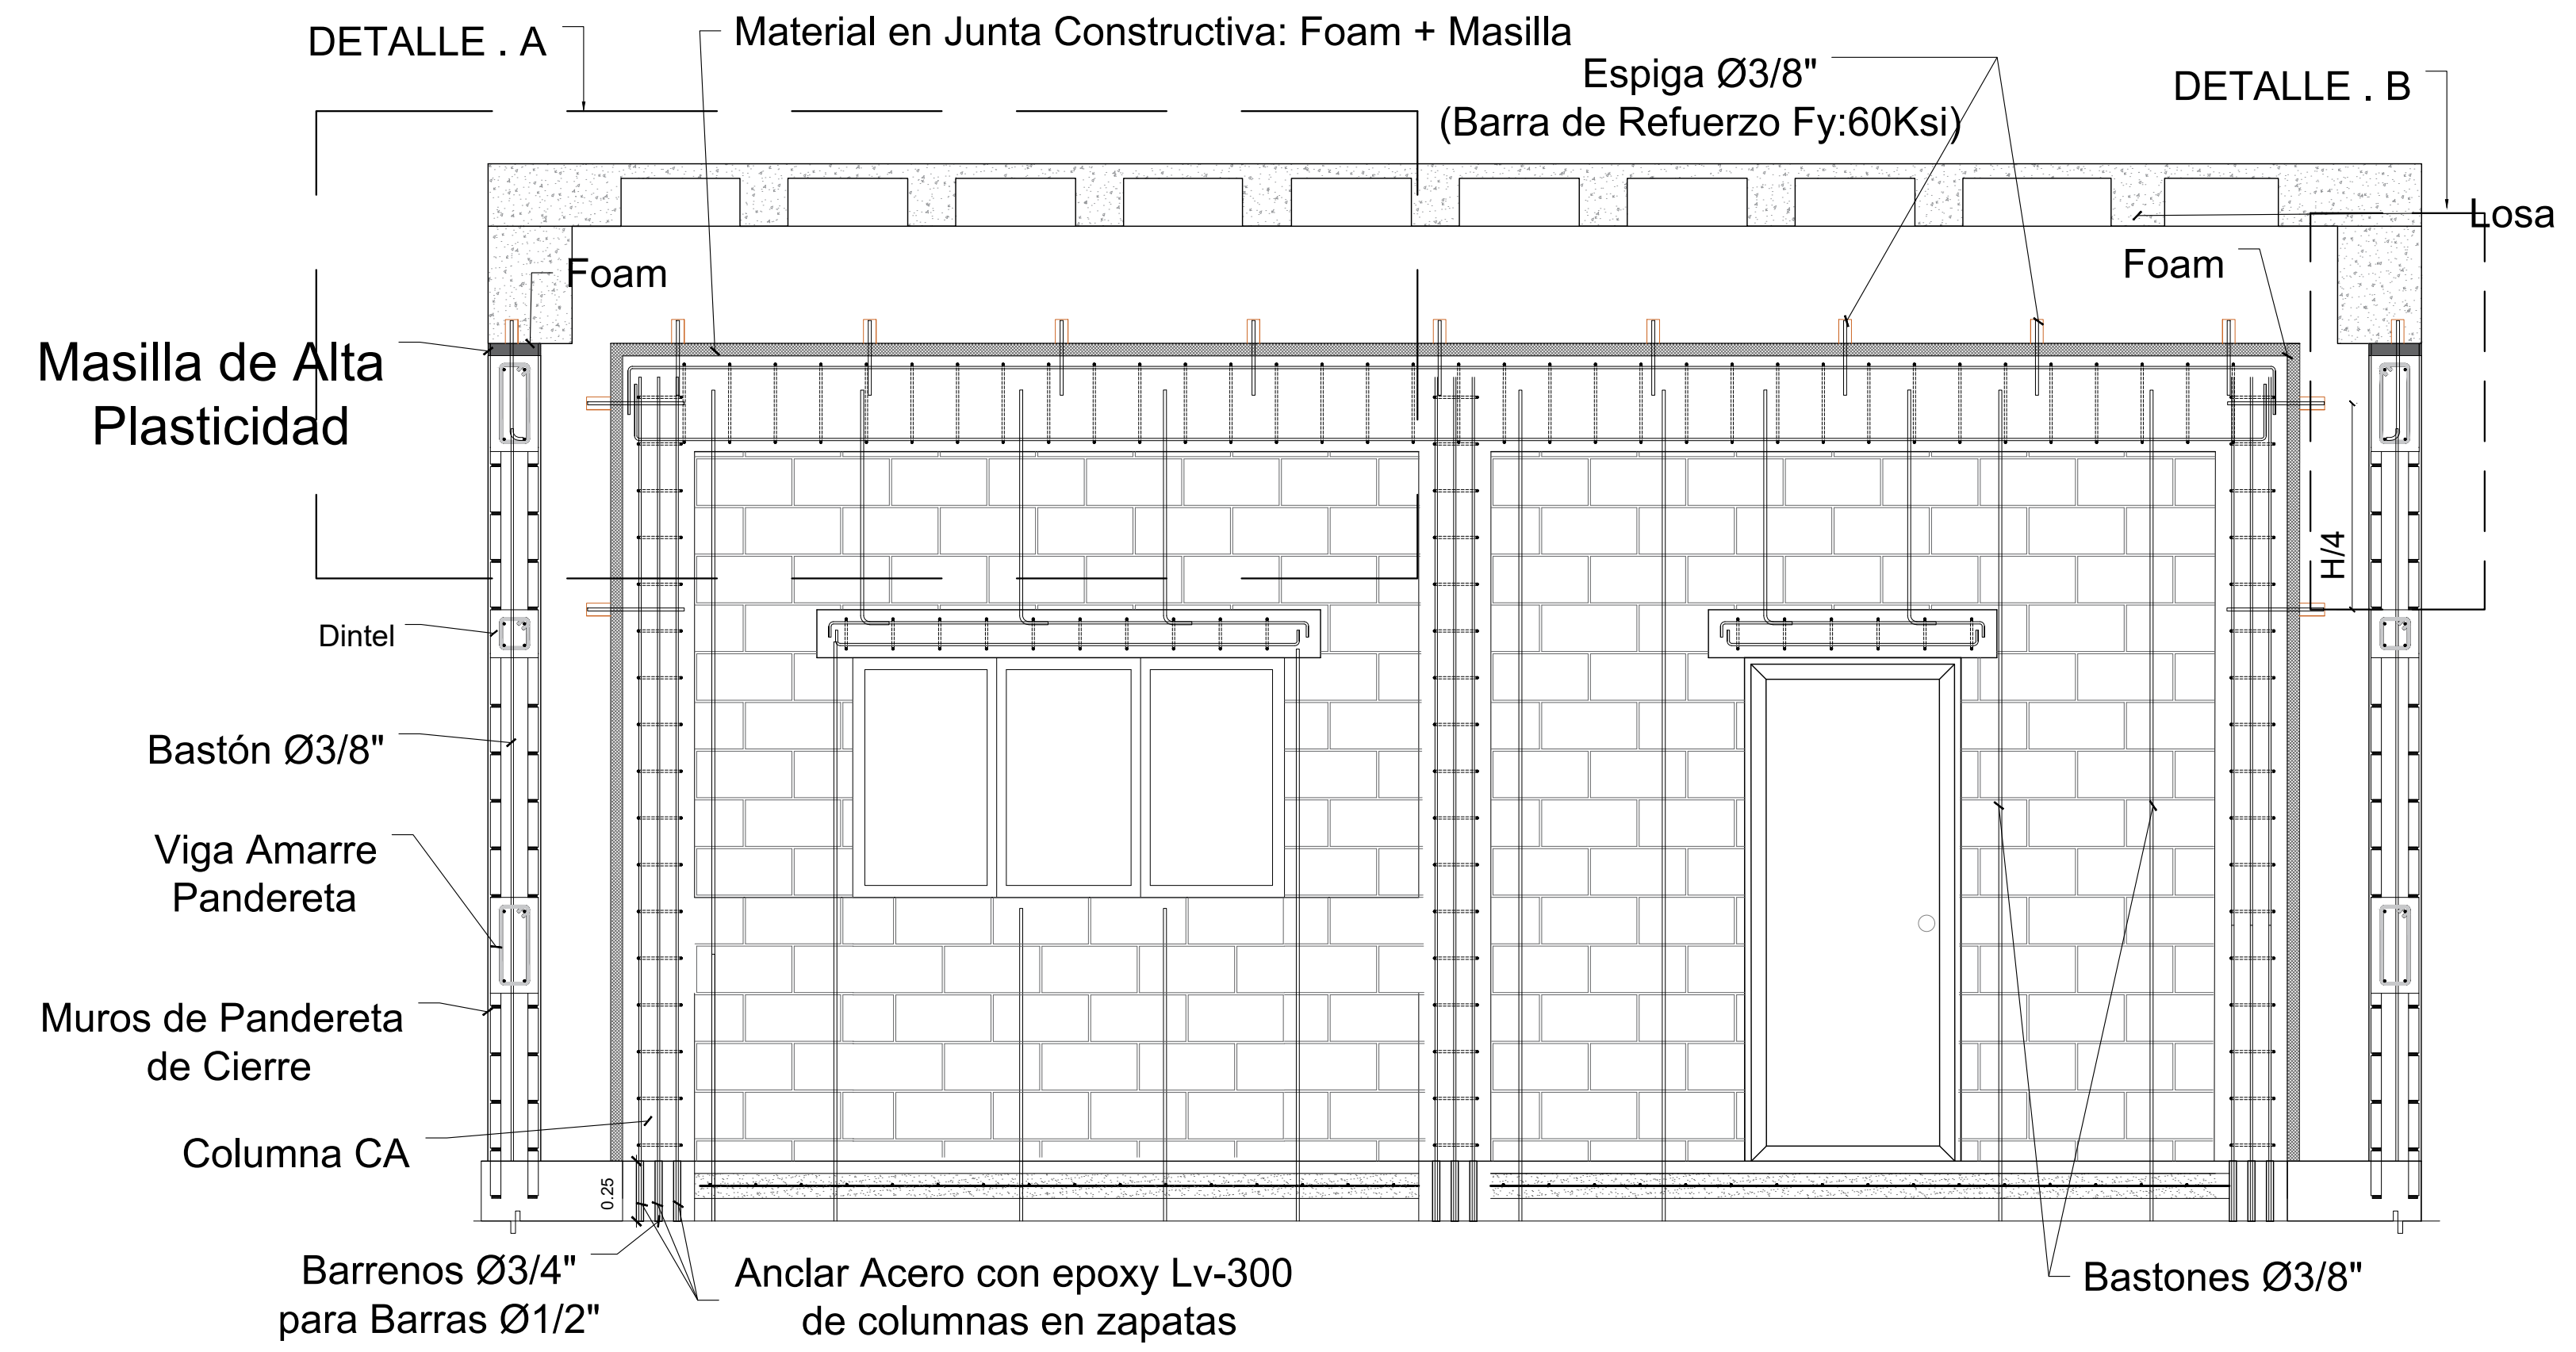 DETALLE . A
Material en Junta Constructiva: Foam + Masilla
Espiga Ø3/8"
(Barra de Refuerzo Fy:60Ksi)
DETALLE . B
Losa
Foam
Foam
Masilla de Alta
Plasticidad
H/4
Dintel
Bastón Ø3/8"
Viga Amarre
Pandereta
Muros de Pandereta
de Cierre
Columna CA
0.25
Barrenos Ø3/4"
para Barras Ø1/2"
Anclar Acero con epoxy Lv-300
de columnas en zapatas
Bastones Ø3/8"